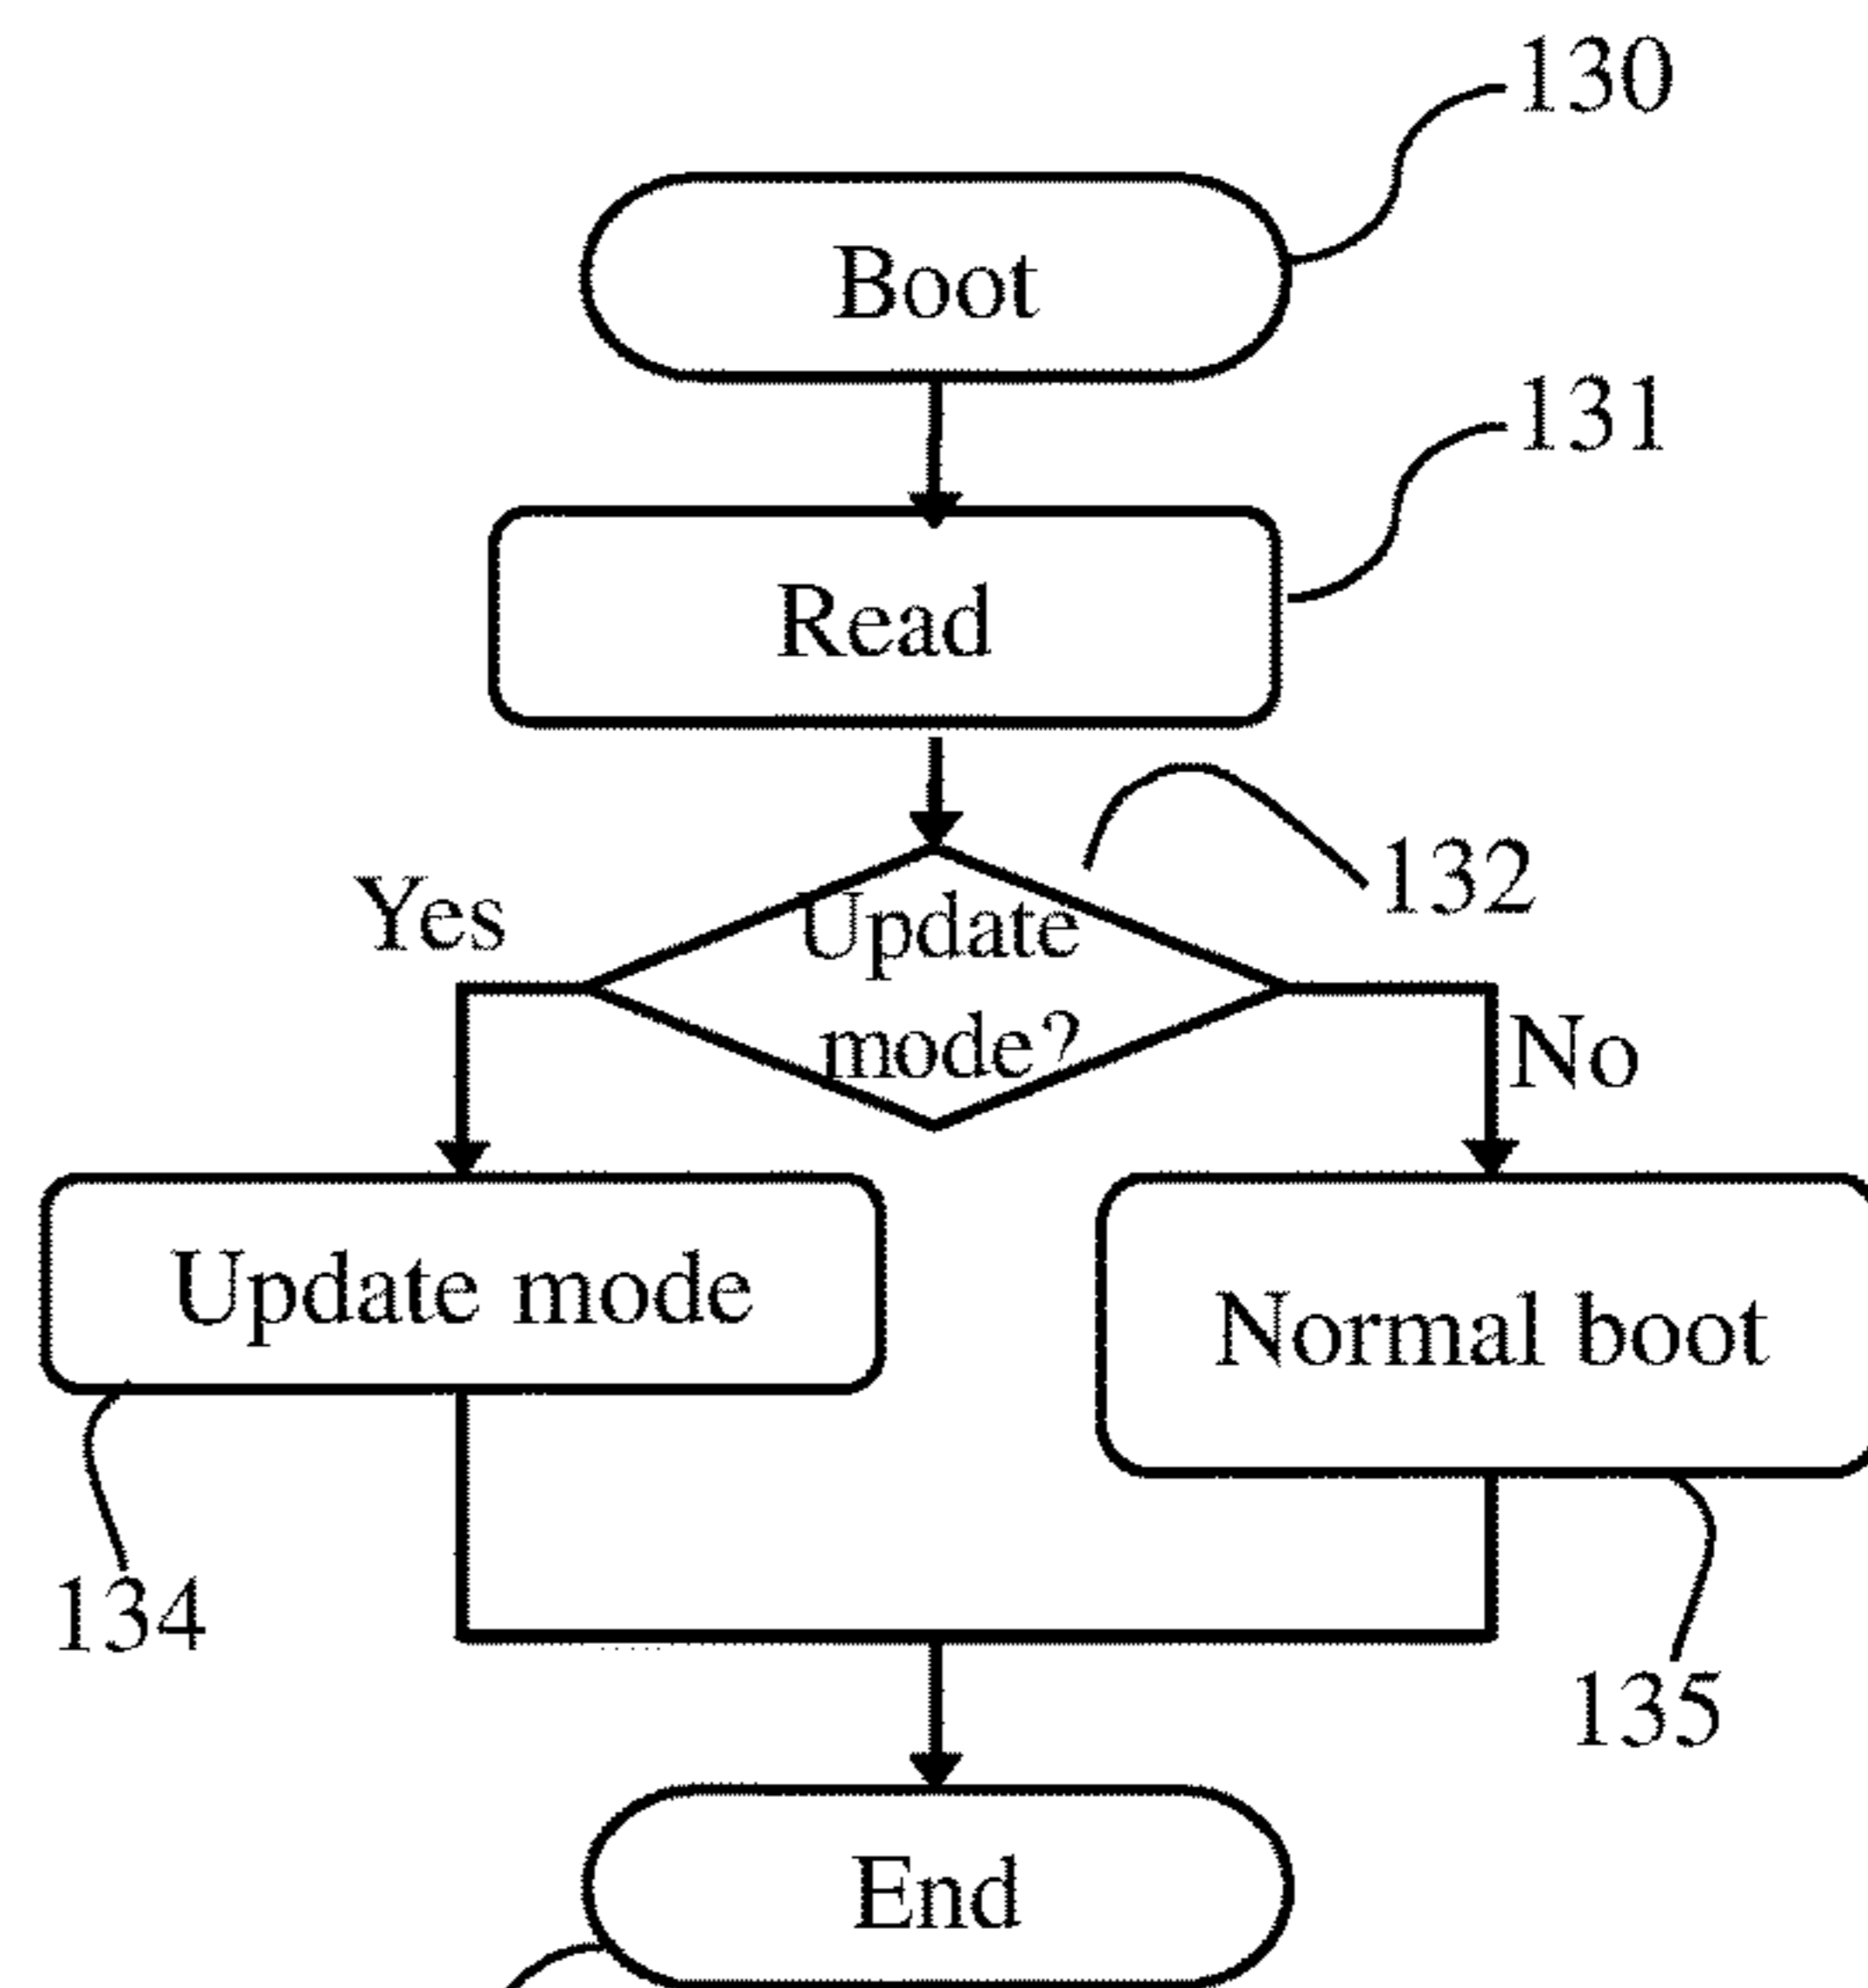 130
Boot
131
Read
132
Yes
Update
mode?
No
Update mode
Normal boot
134
135
End